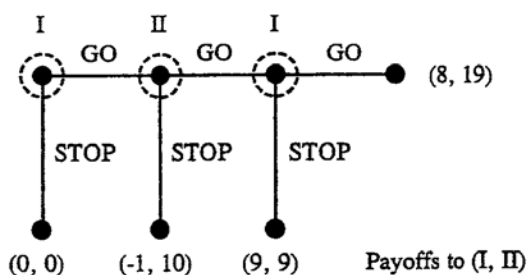 I II I
GO GO GO
(8, 19)
STOP STOP STOP
(0, 0) (-1, 10) (9, 9) Payoffs to (I, II)